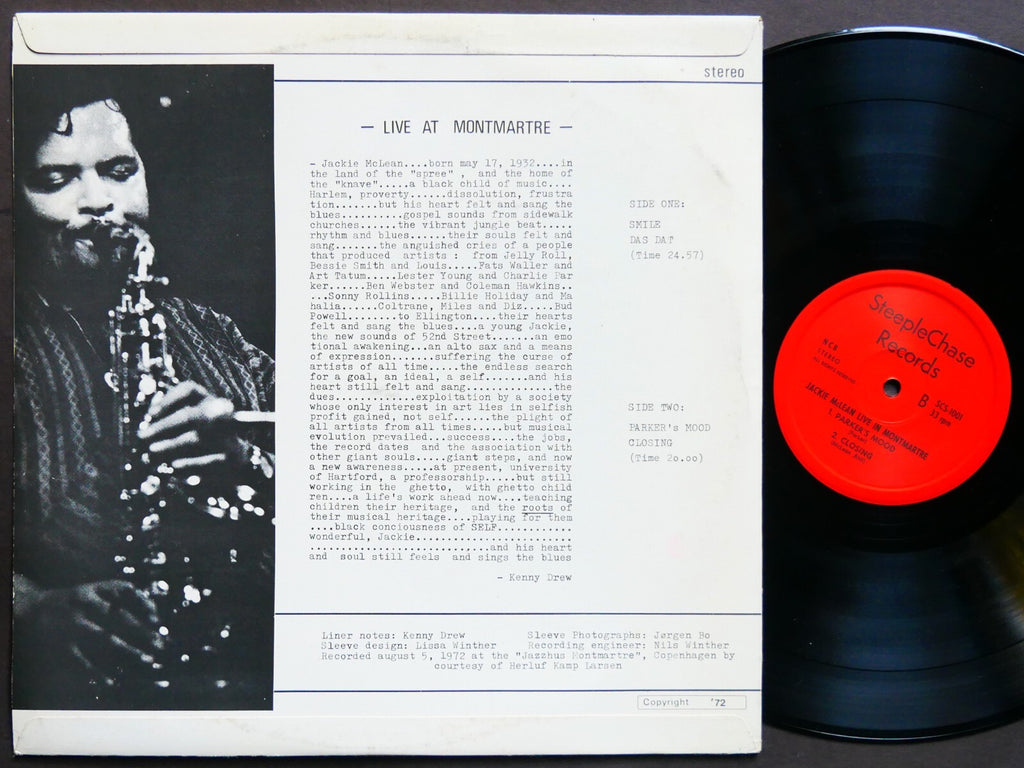 stereo
— LIVE AT MONTMARTRE —
- Jackie McLean....born may 17, 1932....in
the land of the "spree" , and the home of
the "knave".....a black child of music....
Harlem, proverty......dissolution, frustra
tion.......but his heart felt and sang the
blues..........gospel sounds from sidewalk
churches......the vibrant jungle beat.....
rhythm and blues......their souls felt and
sang.......the anguished cries of a people
that produced artists : from Jelly Roll,
Bessie Smith and Louis.....Fats Waller and
Art Tatum.....Lester Young and Charlie Par
ker......Ben Webster and Coleman Hawkins..
...Sonny Rollins.....Billie Holiday and Ma
halia......Coltrane, Miles and Diz.....Bud
Powell........to Ellington....their hearts
felt and sang the blues....a young Jackie,
the new sounds of 52nd Street.......an emo
tional awakening...an alto sax and a means
of expression......suffering the curse of
artists of all time.....the endless search
for a goal, an ideal, a self.......and his
heart still felt and sang..............the
dues.............exploitation by a society
whose only interest in art lies in selfish
profit gained, not self......the plight of
all artists from all times.....but musical
evolution prevailed...success....the jobs,
the record dates and the association with
other giant souls.....giant steps, and now
a new awareness.....at present, university
of Hartford, a professorship.....but still
working in the ghetto, with ghetto child
ren....a life's work ahead now....teaching
children their heritage, and the roots of
their musical heritage....playing for them
....black conciousness of SELF............
wonderful, Jackie.........................
............................and his heart
and soul still feels and sings the blues
- Kenny Drew
SIDE ONE:
SMILE
DAS DAT
(Time 24.57)
SIDE TWO:
PARKER's MOOD
CLOSING
(Time 2o.oo)
Liner notes: Kenny Drew
Sleeve Photographs: Jørgen Bo
Sleeve design: Lissa Winther
Recording engineer: Nils Winther
Recorded august 5, 1972 at the "Jazzhus Montmartre", Copenhagen by
courtesy of Herluf Kamp Larsen
Copyright '72
SteepleChase
Records
NCB
STEREO
B
SCS-1001
33 rpm
JACKIE McLEAN LIVE IN MONTMARTRE
1. PARKER'S MOOD
(Parker)
2. CLOSING